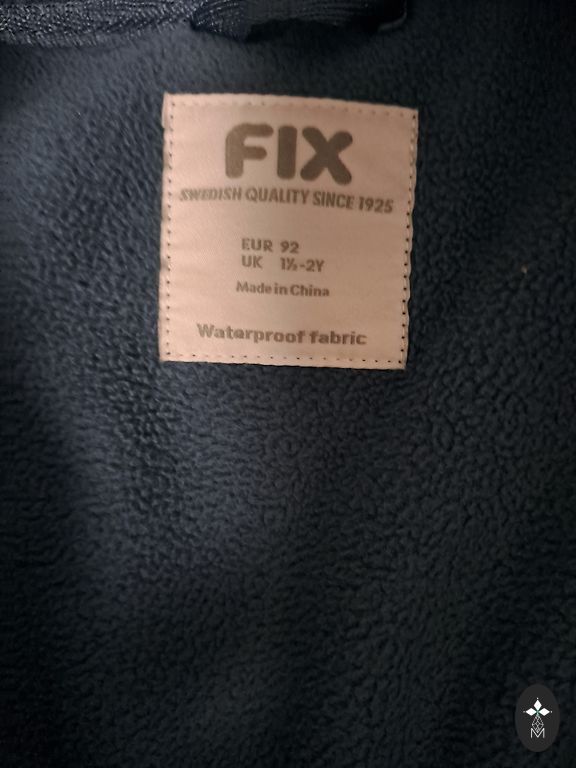 FIX
SWEDISH QUALITY SINCE 1925
EUR 92
UK 1½-2Y
Made in China
Waterproof fabric
M